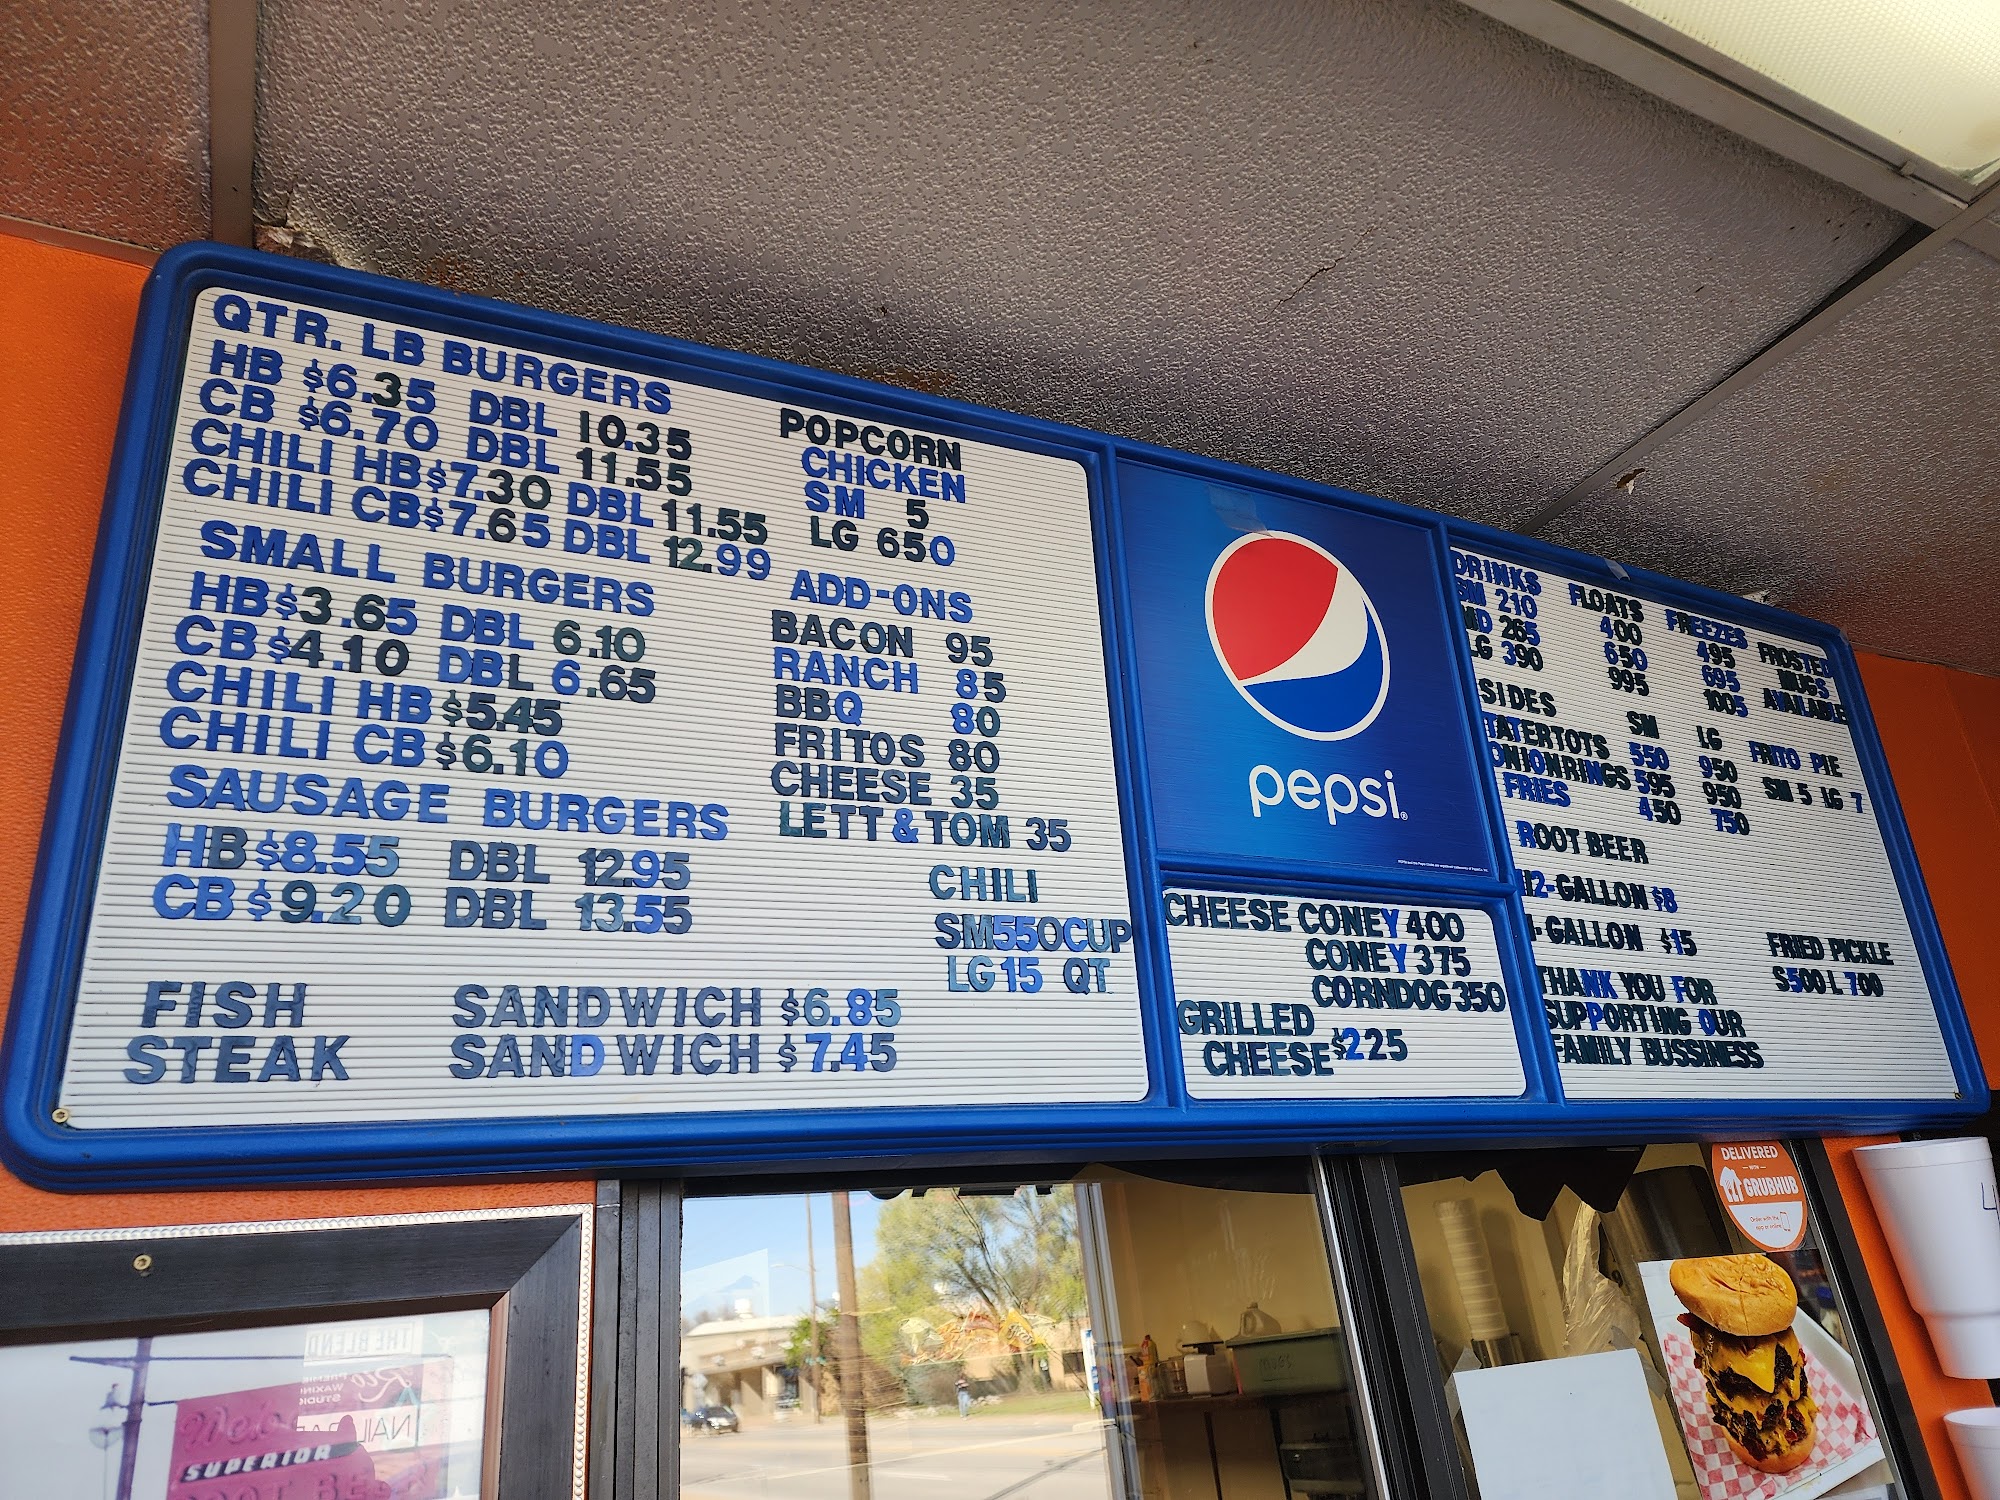 QTR. LB BURGERS
HB $6.35 DBL 10.35
CB $6.70 DBL 11.55
CHILI HB $7.30 DBL 11.55
CHILI CB $7.65 DBL 12.99
SMALL BURGERS
HB $3.65 DBL 6.10
CB $4.10 DBL 6.65
CHILI HB $5.45
CHILI CB $6.10
SAUSAGE BURGERS
HB $8.55 DBL 12.95
CB $9.20 DBL 13.55
FISH SANDWICH $6.85
STEAK SANDWICH $7.45
POPCORN
CHICKEN
SM 5
LG 650
ADD-ONS
BACON 95
RANCH 85
BBQ 80
FRITOS 80
CHEESE 35
LETT & TOM 35
CHILI
SM 550 CUP
LG 15 QT
pepsi
CHEESE CONEY 400
CONEY 375
CORNDOG 350
GRILLED
CHEESE $225
DRINKS FLOATS FREEZES
SM 210 400 495
MD 265 650 695
LG 390 995 1005
FROSTED
MUGS
AVAILABLE
SIDES SM LG
TATERTOTS 550 950
ONIONRINGS 595 950
FRIES 450 750
FRITO PIE
SM 5 LG 7
ROOT BEER
12-GALLON $8
1-GALLON $15
FRIED PICKLE
S 500 L 700
THANK YOU FOR
SUPPORTING OUR
FAMILY BUSSINESS
DELIVERED
WITH
GRUBHUB
MUGS
THE BLEND
Rio
NAIL
SUPERIOR